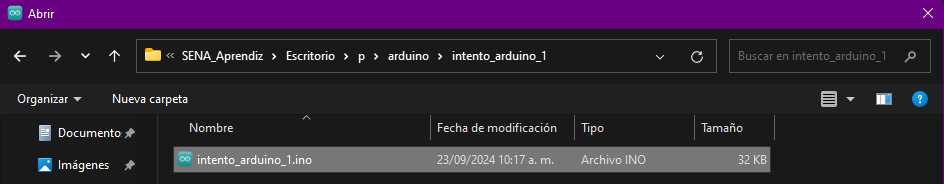 Abrir
« SENA_Aprendiz › Escritorio › p › arduino › intento_arduino_1
Buscar en intento_arduino_1
Organizar Nueva carpeta
Nombre Fecha de modificación Tipo Tamaño
Documentos
intento_arduino_1.ino 23/09/2024 10:17 a. m. Archivo INO 32 KB
Imágenes